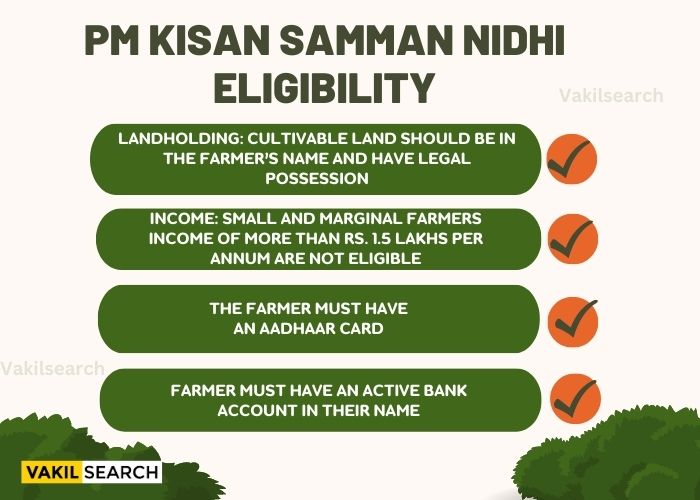 PM KISAN SAMMAN NIDHI
ELIGIBILITY
Vakilsearch
LANDHOLDING: CULTIVABLE LAND SHOULD BE IN
THE FARMER'S NAME AND HAVE LEGAL
POSSESSION
INCOME: SMALL AND MARGINAL FARMERS
INCOME OF MORE THAN RS. 1.5 LAKHS PER
ANNUM ARE NOT ELIGIBLE
THE FARMER MUST HAVE
AN AADHAAR CARD
Vakilsearch
FARMER MUST HAVE AN ACTIVE BANK
ACCOUNT IN THEIR NAME
VAKIL SEARCH